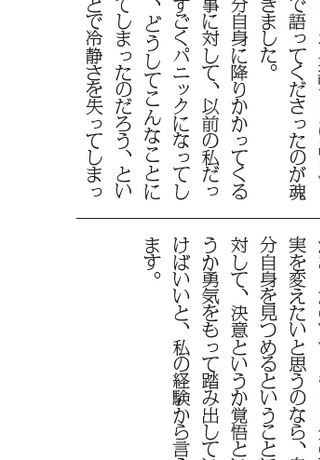 で語ってくださったのが魂
きました。
分自身に降りかかってくる
事に対して、以前の私だっ
すごくパニックになってし
、どうしてこんなことに
てしまったのだろう、とい
とで冷静さを失ってしまっ
実を変えたいと思うのなら、
分自身を見つめるということ
対して、決意というか覚悟と
うか勇気をもって踏み出して
けばいいと、私の経験から言
ます。